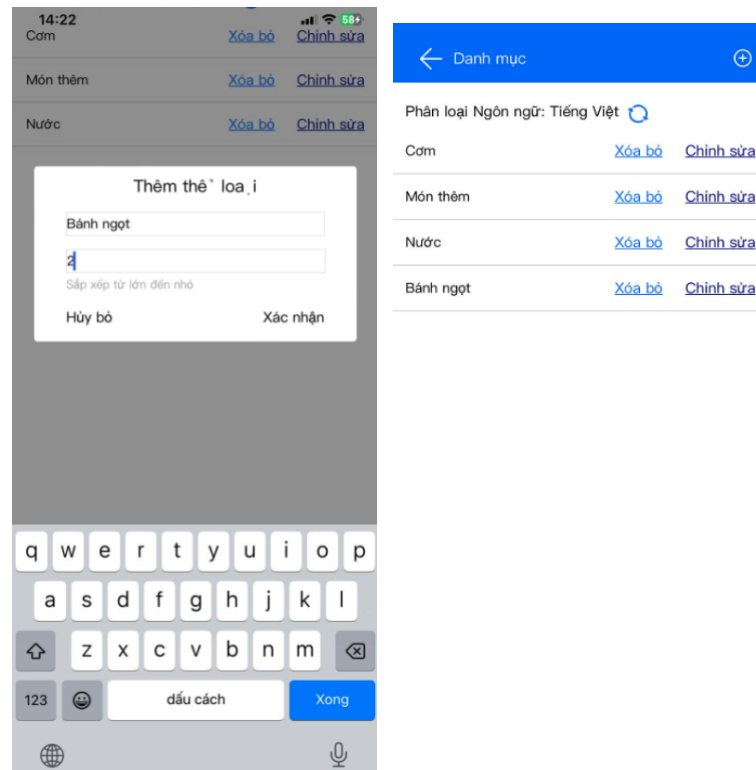 14:22
58
Cơm Xóa bỏ Chỉnh sửa
Món thêm Xóa bỏ Chỉnh sửa
Nước Xóa bỏ Chỉnh sửa
Thêm thể loại
Bánh ngọt
2
Sắp xếp từ lớn đến nhỏ
Hủy bỏ Xác nhận
q w e r t y u i o p
a s d f g h j k l
z x c v b n m
123 dấu cách Xong
Danh mục
Phân loại Ngôn ngữ: Tiếng Việt
Cơm Xóa bỏ Chỉnh sửa
Món thêm Xóa bỏ Chỉnh sửa
Nước Xóa bỏ Chỉnh sửa
Bánh ngọt Xóa bỏ Chỉnh sửa